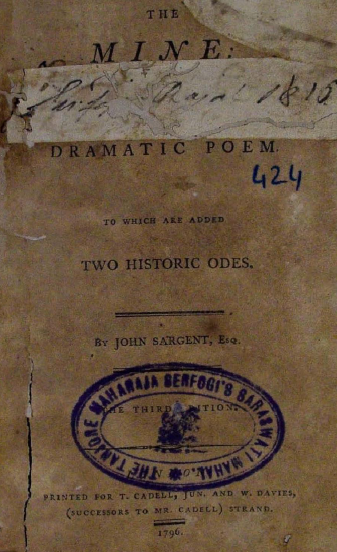 THE
MINE:
Rajah 1815
DRAMATIC POEM.
424
TO WHICH ARE ADDED
TWO HISTORIC ODES.
By JOHN SARGENT, Esq.
THE THIRD EDITION.
THE TANJORE MAHARAJA SERFOGI'S SARASWATI MAHAL.
PRINTED FOR T. CADELL, JUN. AND W. DAVIES,
(SUCCESSORS TO MR. CADELL) STRAND.
1796.